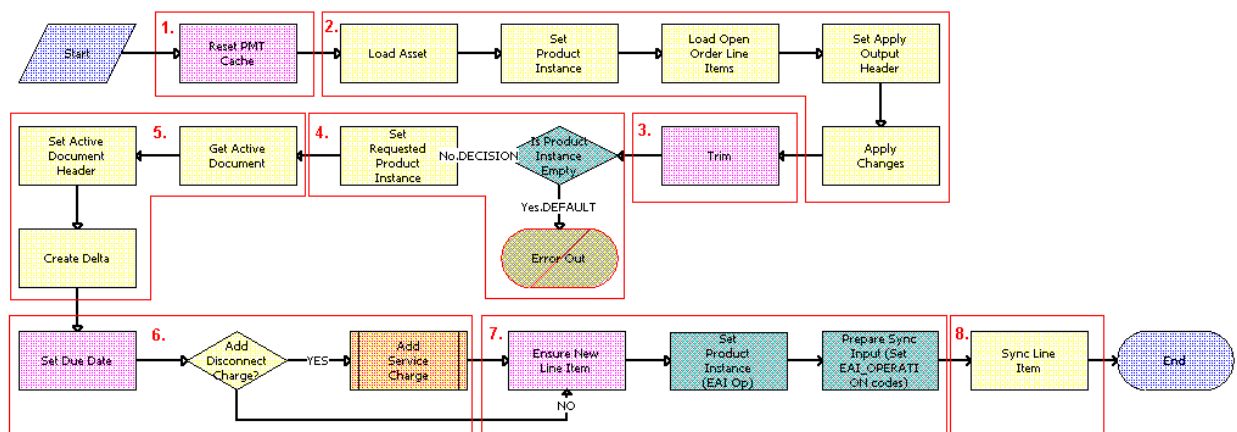 1.
2.
Start
Reset PMT
Cache
Load Asset
Set
Product
Instance
Load Open
Order Line
Items
Set Apply
Output
Header
5.
4.
3.
Set Active
Document
Header
Get Active
Document
Set
Requested
Product
Instance
No.DECISION
Is Product
Instance
Empty
Trim
Apply
Changes
Yes.DEFAULT
Create Delta
Error Out
6.
7.
8.
Set Due Date
Add
Disconnect
Charge?
YES
Add
Service
Charge
Ensure New
Line Item
Set
Product
Instance
(EAI Op)
Prepare Sync
Input (Set
EAI_OPERATI
ON codes)
Sync Line
Item
End
NO